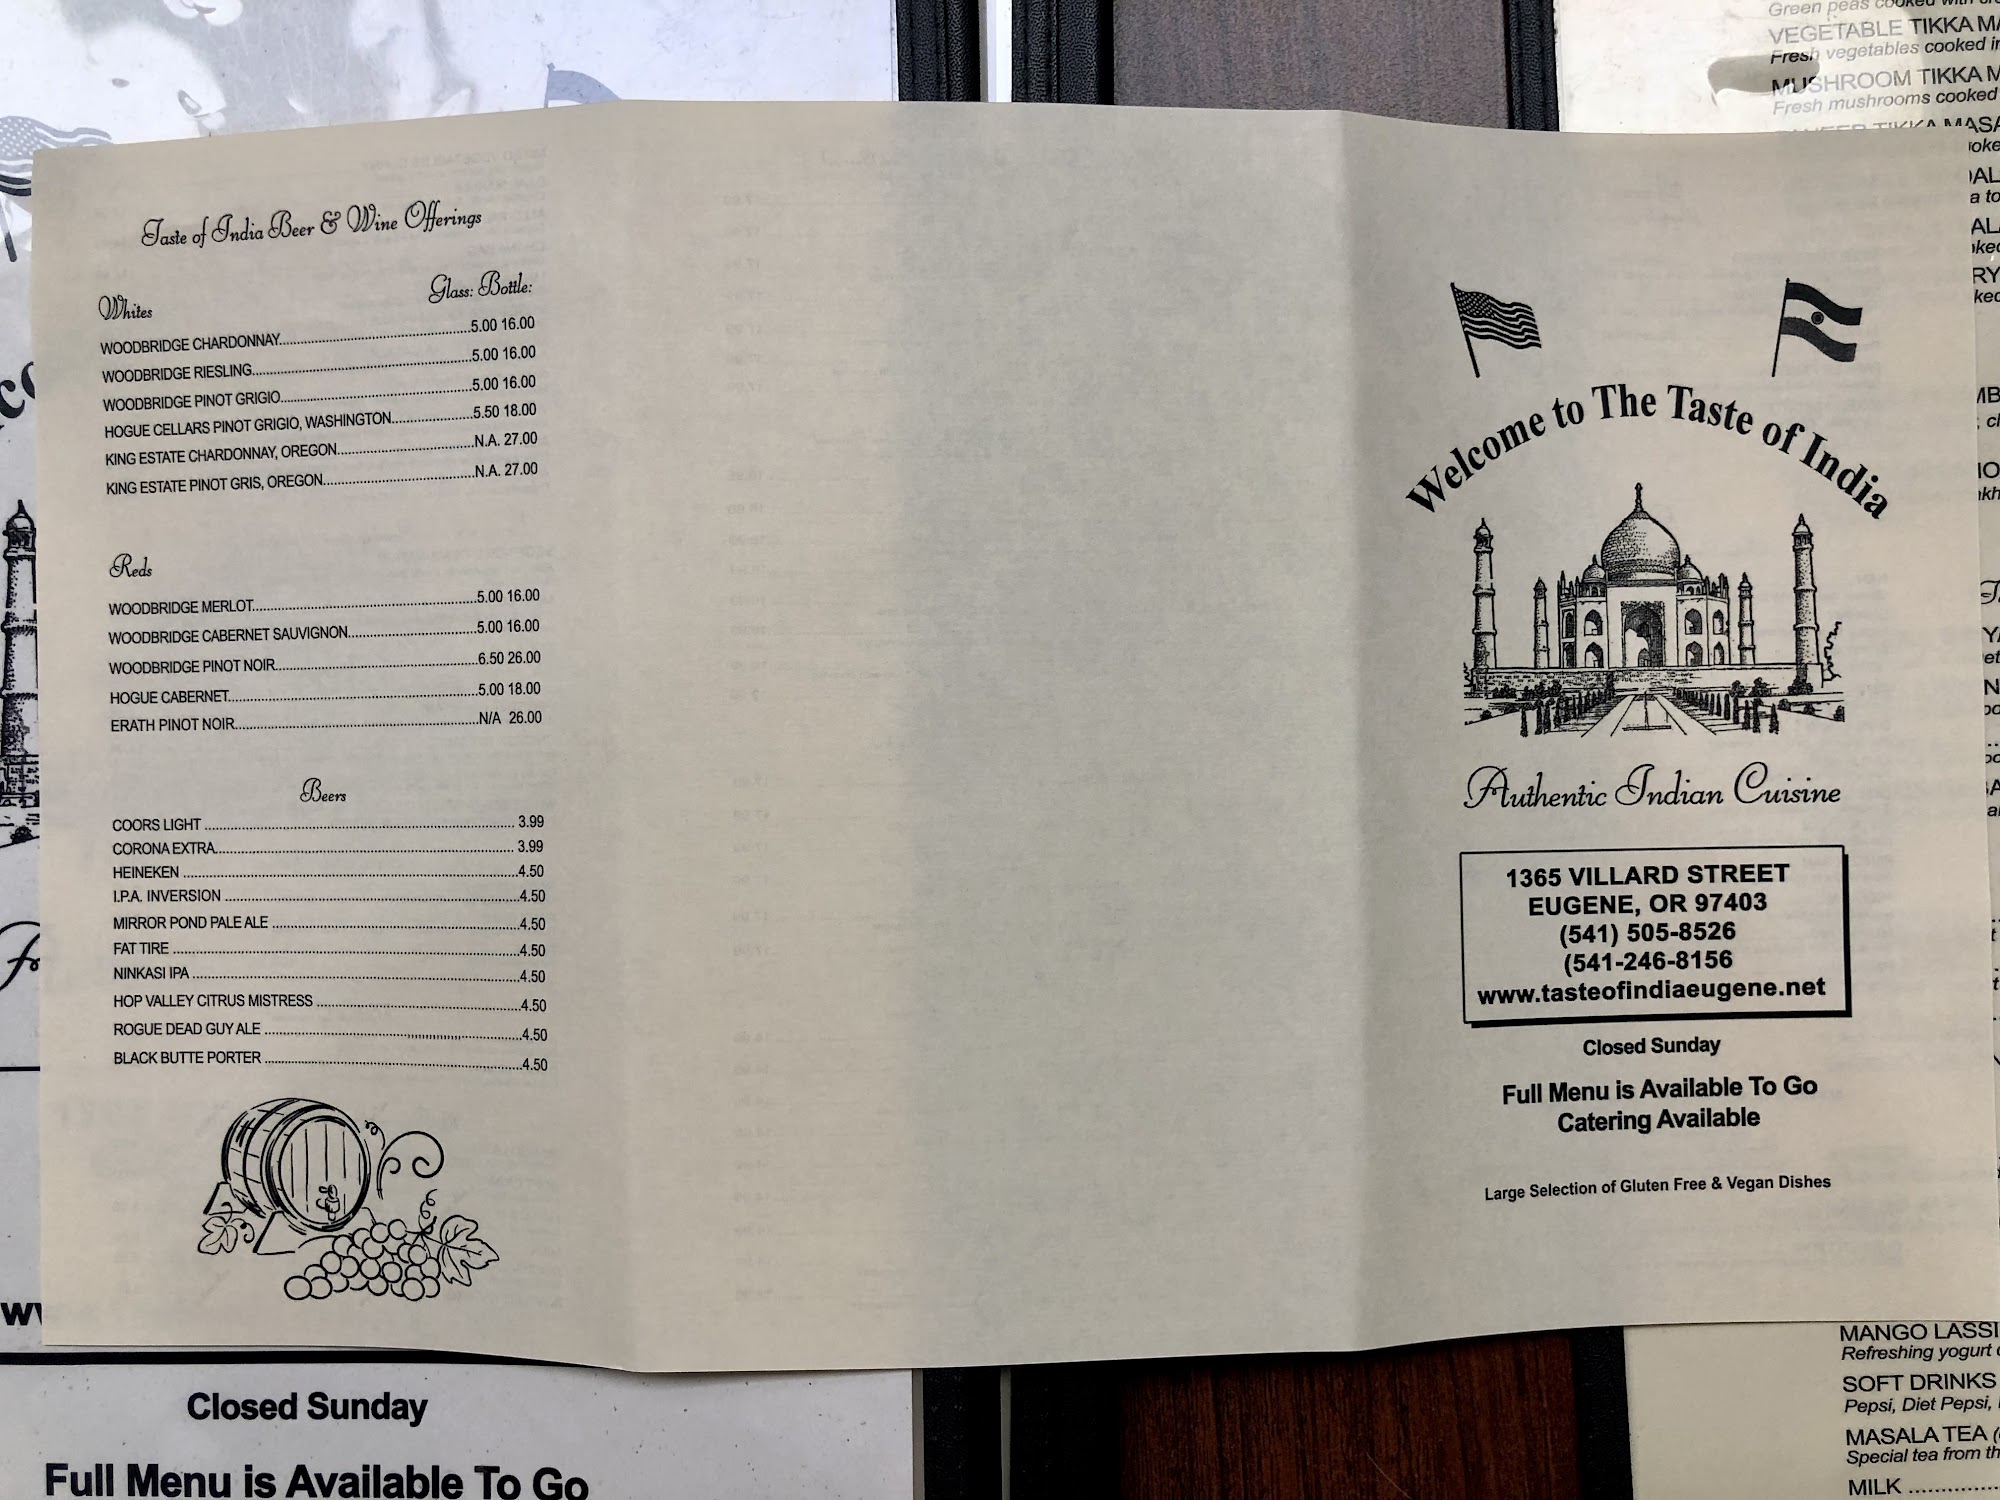 Taste of India Beer & Wine Offerings
Glass: Bottle:
Whites
WOODBRIDGE CHARDONNAY...5.00 16.00
WOODBRIDGE RIESLING...5.00 16.00
WOODBRIDGE PINOT GRIGIO...5.00 16.00
HOGUE CELLARS PINOT GRIGIO, WASHINGTON...5.50 18.00
KING ESTATE CHARDONNAY, OREGON...N.A. 27.00
KING ESTATE PINOT GRIS, OREGON...N.A. 27.00
Reds
WOODBRIDGE MERLOT...5.00 16.00
WOODBRIDGE CABERNET SAUVIGNON...5.00 16.00
WOODBRIDGE PINOT NOIR...6.50 26.00
HOGUE CABERNET...5.00 18.00
ERATH PINOT NOIR...N/A 26.00
Beers
COORS LIGHT ... 3.99
CORONA EXTRA... 3.99
HEINEKEN ...4.50
I.P.A. INVERSION ...4.50
MIRROR POND PALE ALE ...4.50
FAT TIRE ...4.50
NINKASI IPA ...4.50
HOP VALLEY CITRUS MISTRESS ...4.50
ROGUE DEAD GUY ALE ...4.50
BLACK BUTTE PORTER ...4.50
Welcome to The Taste of India
Authentic Indian Cuisine
1365 VILLARD STREET
EUGENE, OR 97403
(541) 505-8526
(541-246-8156
www.tasteofindiaeugene.net
Closed Sunday
Full Menu is Available To Go
Catering Available
Large Selection of Gluten Free & Vegan Dishes
Closed Sunday
Full Menu is Available To Go
Green peas cooked with
VEGETABLE TIKKA
Fresh vegetables cooked
MUSHROOM TIKKA
Fresh mushrooms cooked
TIKKA
MANGO LASSI
Refreshing yogurt
SOFT DRINKS
Pepsi, Diet Pepsi,
MASALA TEA
Special tea from
MILK ...